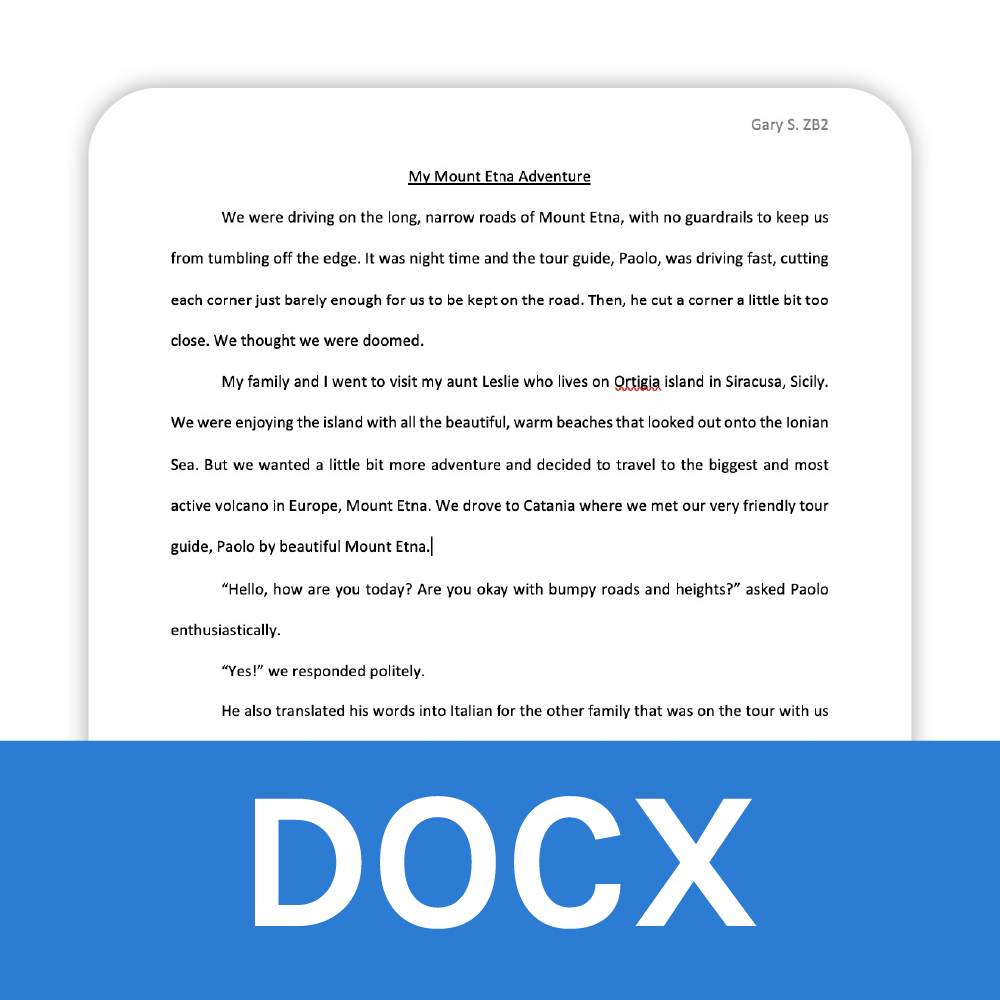 Gary S. ZB2
My Mount Etna Adventure
We were driving on the long, narrow roads of Mount Etna, with no guardrails to keep us
from tumbling off the edge. It was night time and the tour guide, Paolo, was driving fast, cutting
each corner just barely enough for us to be kept on the road. Then, he cut a corner a little bit too
close. We thought we were doomed.
My family and I went to visit my aunt Leslie who lives on Ortigia island in Siracusa, Sicily.
We were enjoying the island with all the beautiful, warm beaches that looked out onto the Ionian
Sea. But we wanted a little bit more adventure and decided to travel to the biggest and most
active volcano in Europe, Mount Etna. We drove to Catania where we met our very friendly tour
guide, Paolo by beautiful Mount Etna.
“Hello, how are you today? Are you okay with bumpy roads and heights?” asked Paolo
enthusiastically.
“Yes!” we responded politely.
He also translated his words into Italian for the other family that was on the tour with us
DOCX